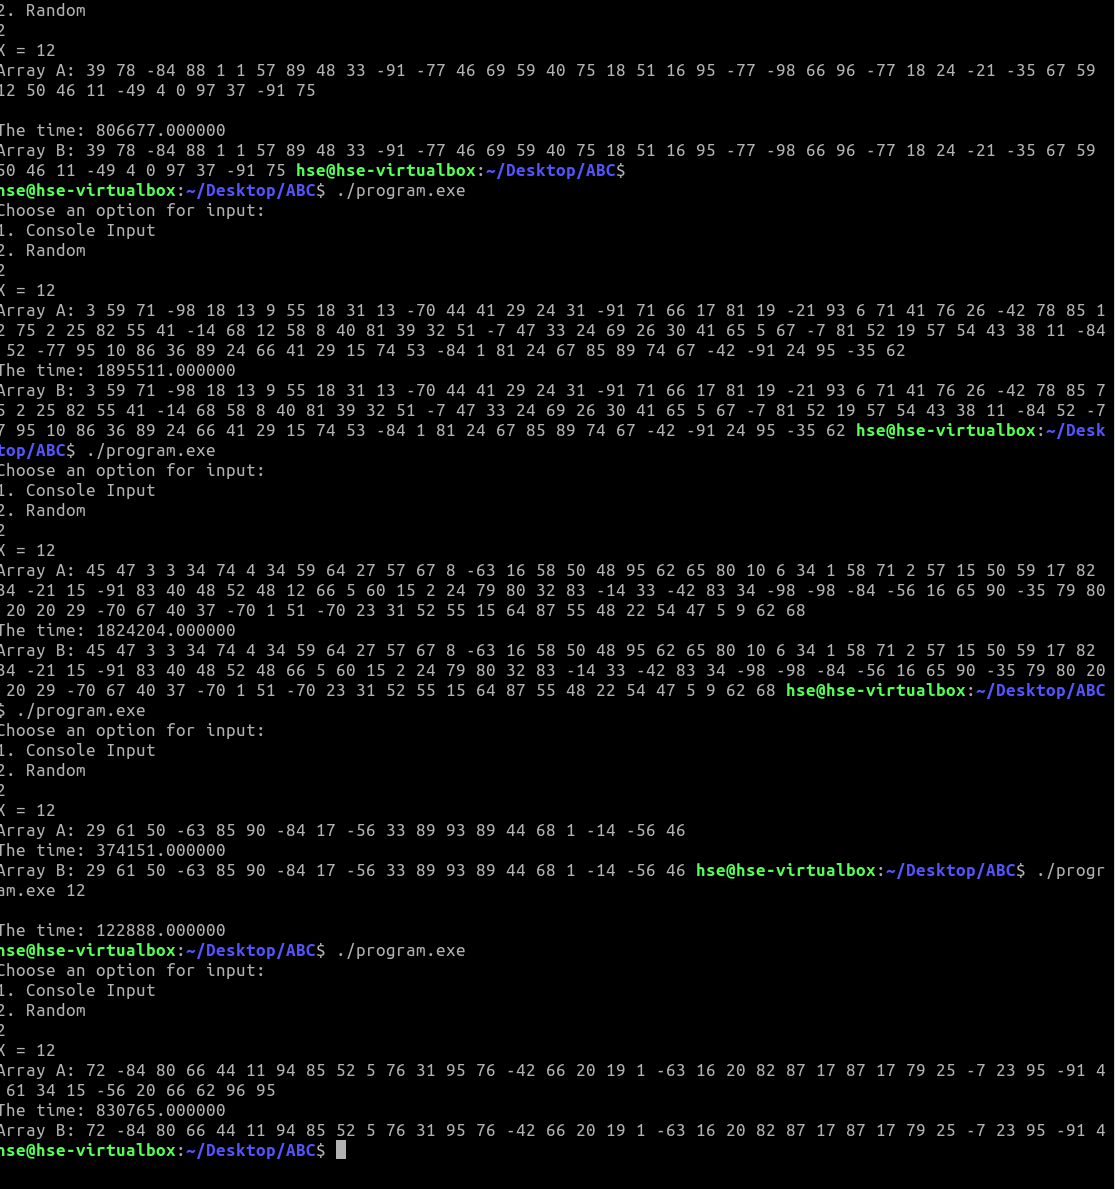 2. Random
2
X = 12
Array A: 39 78 -84 88 1 1 57 89 48 33 -91 -77 46 69 59 40 75 18 51 16 95 -77 -98 66 96 -77 18 24 -21 -35 67 59
12 50 46 11 -49 4 0 97 37 -91 75
The time: 806677.000000
Array B: 39 78 -84 88 1 1 57 89 48 33 -91 -77 46 69 59 40 75 18 51 16 95 -77 -98 66 96 -77 18 24 -21 -35 67 59
50 46 11 -49 4 0 97 37 -91 75 hse@hse-virtualbox:~/Desktop/ABC$
hse@hse-virtualbox:~/Desktop/ABC$ ./program.exe
Choose an option for input:
1. Console Input
2. Random
2
X = 12
Array A: 3 59 71 -98 18 13 9 55 18 31 13 -70 44 41 29 24 31 -91 71 66 17 81 19 -21 93 6 71 41 76 26 -42 78 85 1
2 75 2 25 82 55 41 -14 68 12 58 8 40 81 39 32 51 -7 47 33 24 69 26 30 41 65 5 67 -7 81 52 19 57 54 43 38 11 -84
52 -77 95 10 86 36 89 24 66 41 29 15 74 53 -84 1 81 24 67 85 89 74 67 -42 -91 24 95 -35 62
The time: 1895511.000000
Array B: 3 59 71 -98 18 13 9 55 18 31 13 -70 44 41 29 24 31 -91 71 66 17 81 19 -21 93 6 71 41 76 26 -42 78 85 7
5 2 25 82 55 41 -14 68 58 8 40 81 39 32 51 -7 47 33 24 69 26 30 41 65 5 67 -7 81 52 19 57 54 43 38 11 -84 52 -7
7 95 10 86 36 89 24 66 41 29 15 74 53 -84 1 81 24 67 85 89 74 67 -42 -91 24 95 -35 62 hse@hse-virtualbox:~/Desk
top/ABC$ ./program.exe
Choose an option for input:
1. Console Input
2. Random
2
X = 12
Array A: 45 47 3 3 34 74 4 34 59 64 27 57 67 8 -63 16 58 50 48 95 62 65 80 10 6 34 1 58 71 2 57 15 50 59 17 82
34 -21 15 -91 83 40 48 52 48 12 66 5 60 15 2 24 79 80 32 83 -14 33 -42 83 34 -98 -98 -84 -56 16 65 90 -35 79 80
20 20 29 -70 67 40 37 -70 1 51 -70 23 31 52 55 15 64 87 55 48 22 54 47 5 9 62 68
The time: 1824204.000000
Array B: 45 47 3 3 34 74 4 34 59 64 27 57 67 8 -63 16 58 50 48 95 62 65 80 10 6 34 1 58 71 2 57 15 50 59 17 82
34 -21 15 -91 83 40 48 52 48 66 5 60 15 2 24 79 80 32 83 -14 33 -42 83 34 -98 -98 -84 -56 16 65 90 -35 79 80 20
20 29 -70 67 40 37 -70 1 51 -70 23 31 52 55 15 64 87 55 48 22 54 47 5 9 62 68 hse@hse-virtualbox:~/Desktop/ABC
$ ./program.exe
Choose an option for input:
1. Console Input
2. Random
2
X = 12
Array A: 29 61 50 -63 85 90 -84 17 -56 33 89 93 89 44 68 1 -14 -56 46
The time: 374151.000000
Array B: 29 61 50 -63 85 90 -84 17 -56 33 89 93 89 44 68 1 -14 -56 46 hse@hse-virtualbox:~/Desktop/ABC$ ./progr
am.exe 12
The time: 122888.000000
hse@hse-virtualbox:~/Desktop/ABC$ ./program.exe
Choose an option for input:
1. Console Input
2. Random
2
X = 12
Array A: 72 -84 80 66 44 11 94 85 52 5 76 31 95 76 -42 66 20 19 1 -63 16 20 82 87 17 87 17 79 25 -7 23 95 -91 4
61 34 15 -56 20 66 62 96 95
The time: 830765.000000
Array B: 72 -84 80 66 44 11 94 85 52 5 76 31 95 76 -42 66 20 19 1 -63 16 20 82 87 17 87 17 79 25 -7 23 95 -91 4
hse@hse-virtualbox:~/Desktop/ABC$